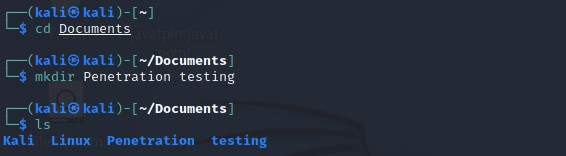 ┌──(kali㉿kali)-[~]
└─$ cd Documents
┌──(kali㉿kali)-[~/Documents]
└─$ mkdir Penetration testing
┌──(kali㉿kali)-[~/Documents]
└─$ ls
Kali Linux Penetration testing